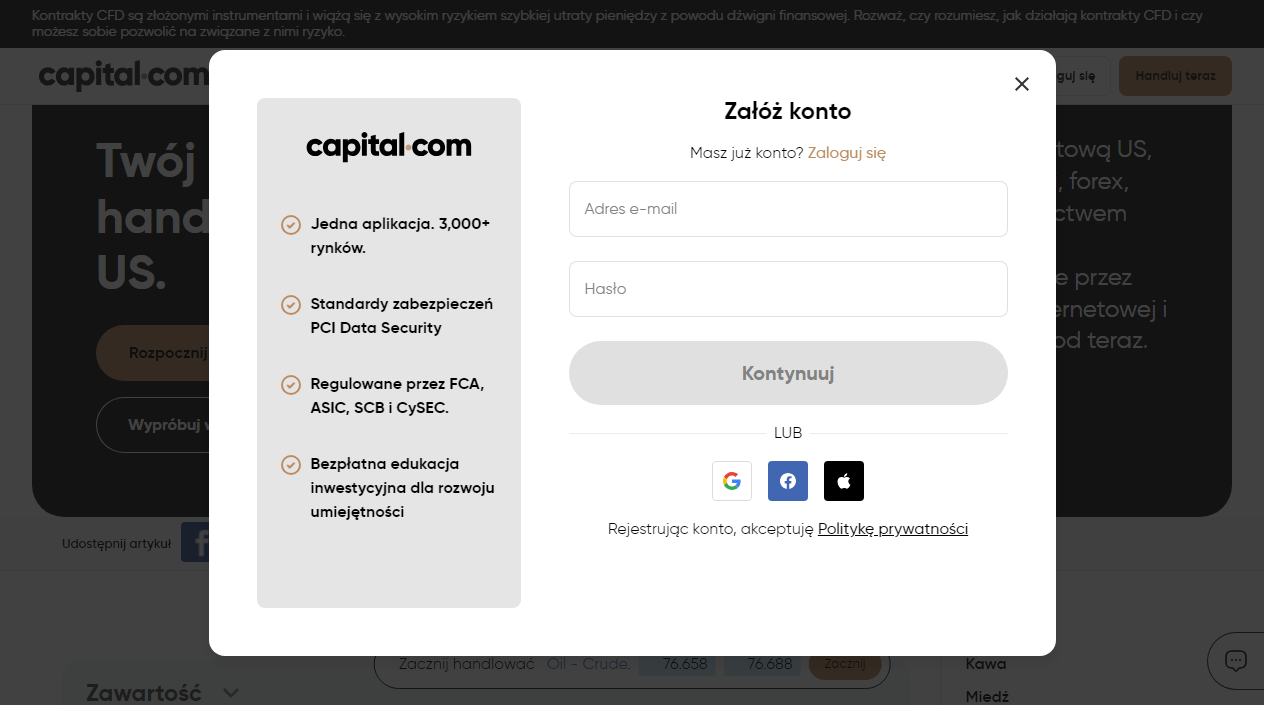 Kontrakty CFD są złożonymi instrumentami i wiążą się z wysokim ryzykiem szybkiej utraty pieniędzy z powodu dźwigni finansowej. Rozważ, czy rozumiesz, jak działają kontrakty CFD i czy
możesz sobie pozwolić na związane z nimi ryzyko.
capital.com
guj się
Handluj teraz
Twój
hand
US.
Rozpocznij
Wypróbuj
tową US,
, forex,
ctwem
e przez
ernetowej i
od teraz.
capital.com
Jedna aplikacja. 3,000+
rynków.
Standardy zabezpieczeń
PCI Data Security
Regulowane przez FCA,
ASIC, SCB i CySEC.
Bezpłatna edukacja
inwestycyjna dla rozwoju
umiejętności
Załóż konto
Masz już konto? Zaloguj się
Adres e-mail
Hasło
Kontynuuj
LUB
Rejestrując konto, akceptuję Politykę prywatności
Udostępnij artykuł
Zacznij handlować Oil - Crude. 76.658 76.688 Zacznij
Zawartość
Kawa
Miedź